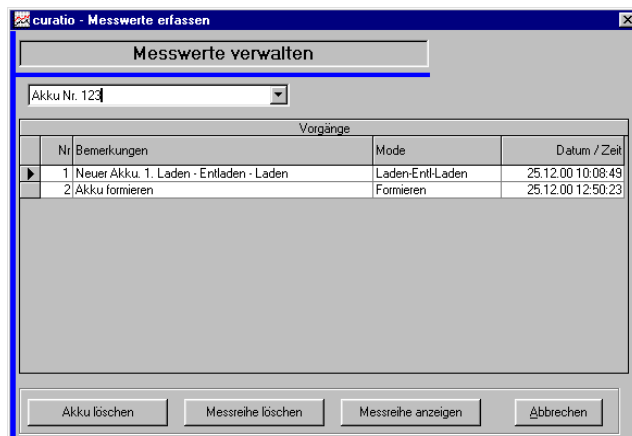 curatio - Messwerte erfassen
Messwerte verwalten
Akku Nr. 123
Vorgänge
Nr Bemerkungen Mode Datum / Zeit
1 Neuer Akku. 1. Laden - Entladen - Laden Laden-Entl-Laden 25.12.00 10:08:49
2 Akku formieren Formieren 25.12.00 12:50:23
Akku löschen Messreihe löschen Messreihe anzeigen Abbrechen